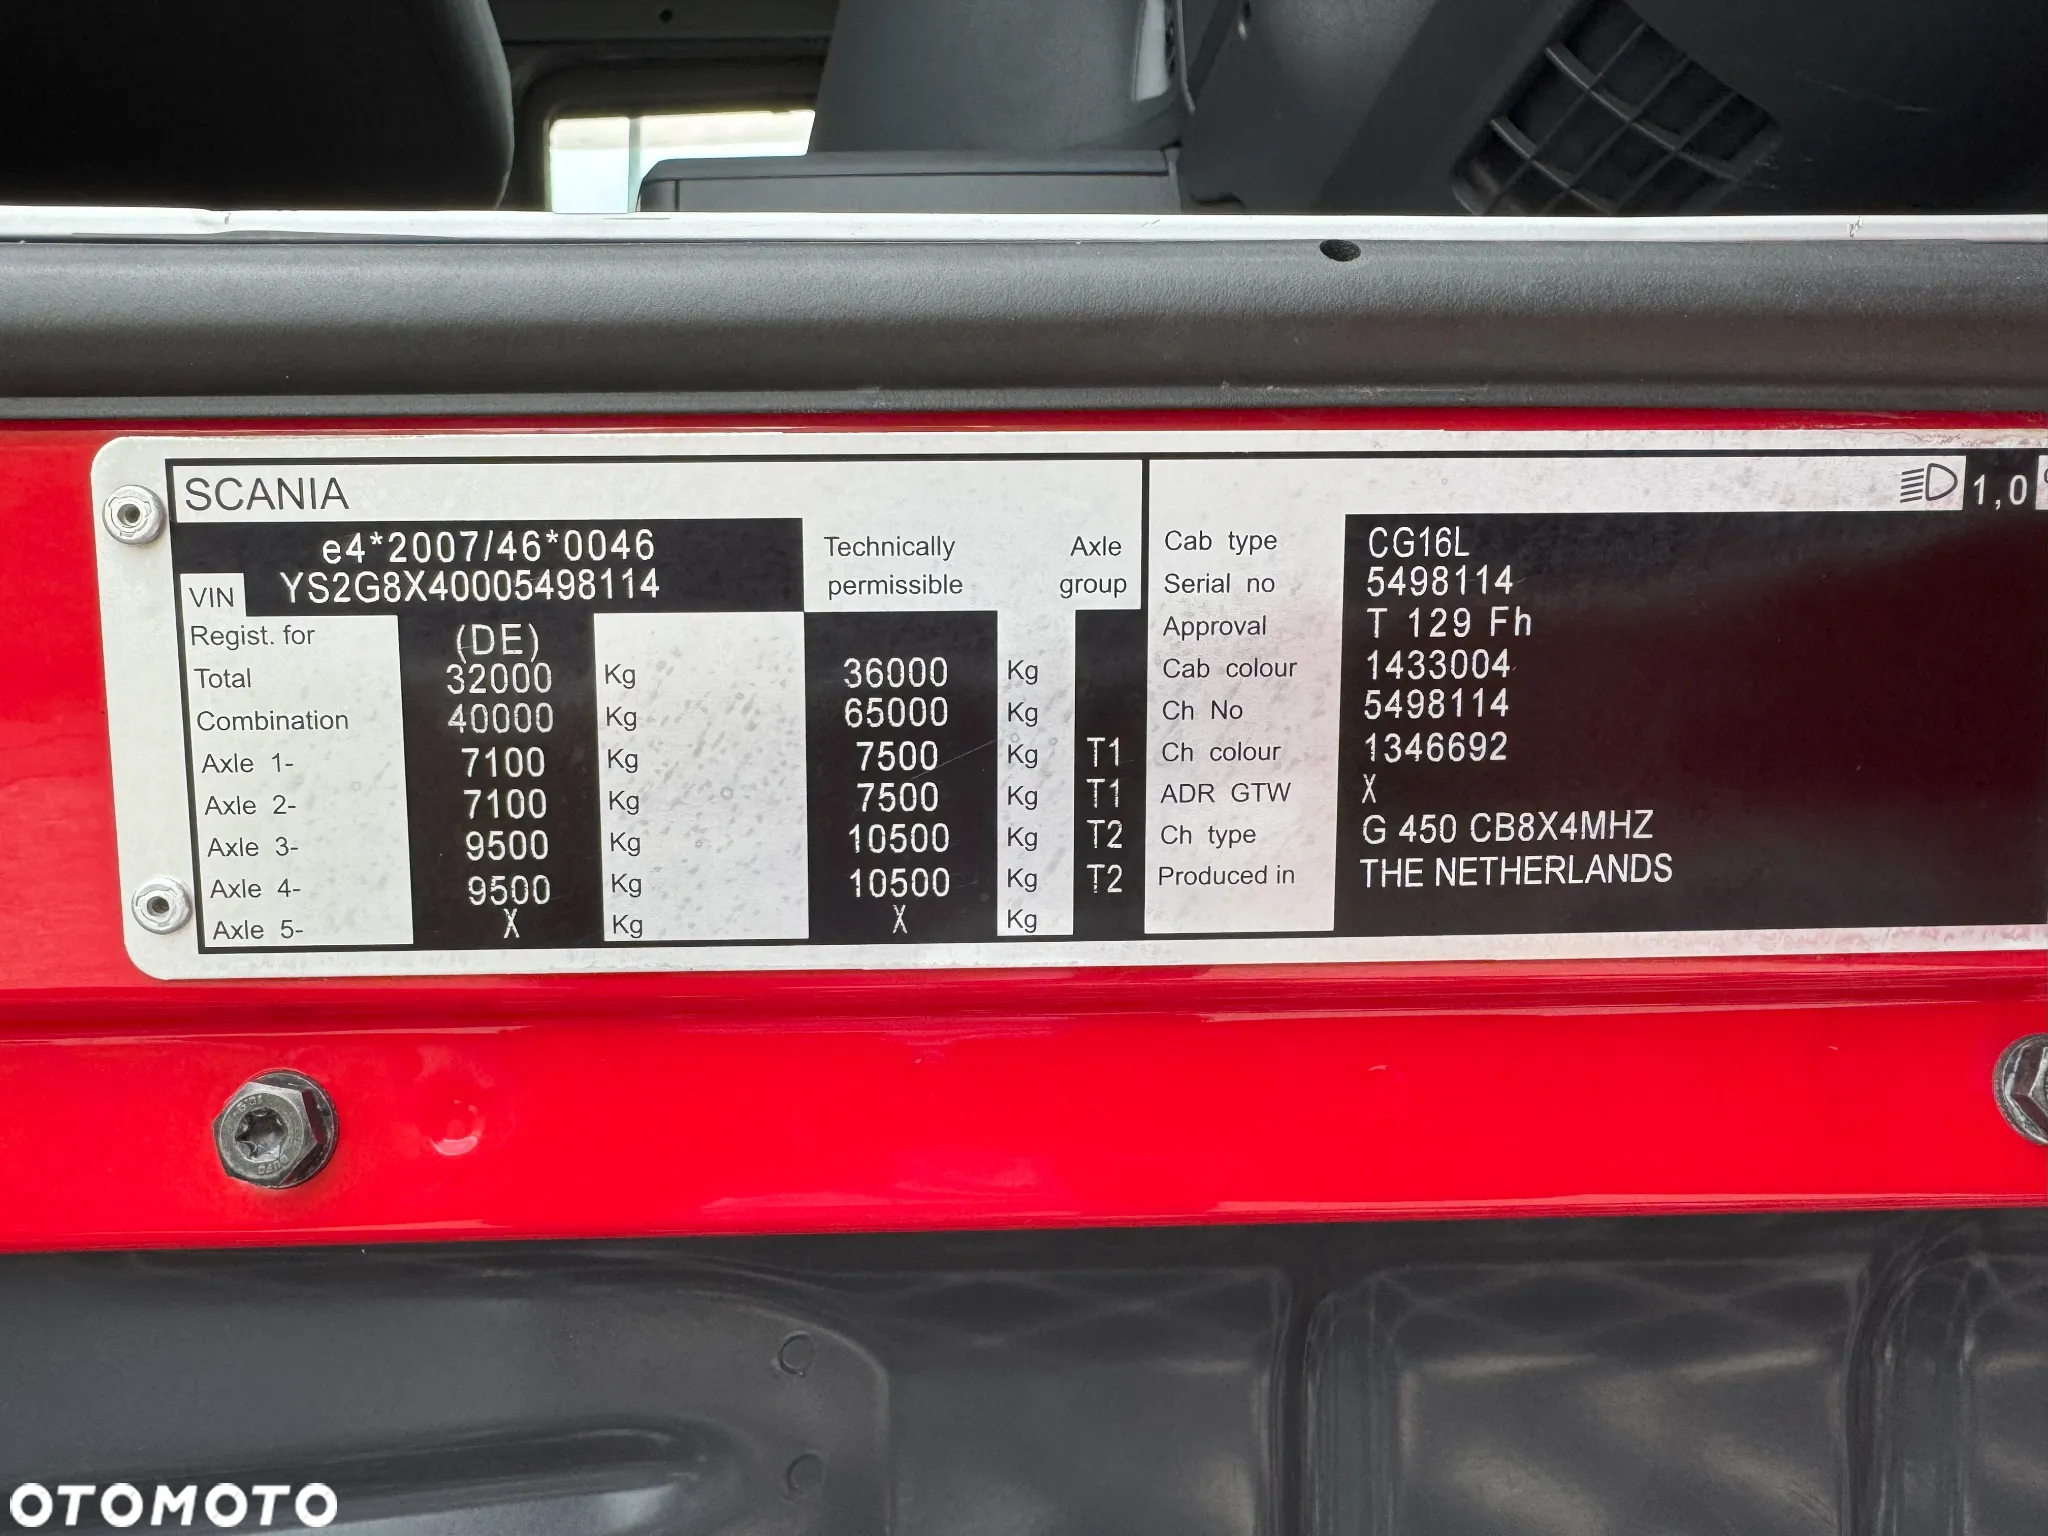 SCANIA
e4*2007/46*0046
VIN YS2G8X40005498114
Technically permissible
Axle group
Regist. for (DE)
Total 32000 Kg 36000 Kg
Combination 40000 Kg 65000 Kg
Axle 1- 7100 Kg 7500 Kg T1
Axle 2- 7100 Kg 7500 Kg T1
Axle 3- 9500 Kg 10500 Kg T2
Axle 4- 9500 Kg 10500 Kg T2
Axle 5- X Kg X Kg
1,0
Cab type CG16L
Serial no 5498114
Approval T 129 Fh
Cab colour 1433004
Ch No 5498114
Ch colour 1346692
ADR GTW X
Ch type G 450 CB8X4MHZ
Produced in THE NETHERLANDS
OTOMOTO